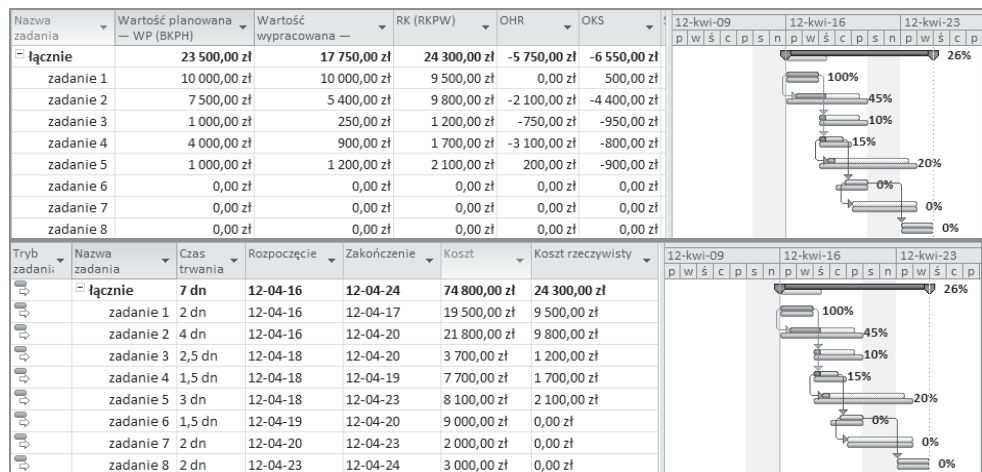 Nazwa zadania Wartość planowana — WP (BKPH) Wartość wypracowana — RK (RKPW) OHR OKS 12-kwi-09 12-kwi-16 12-kwi-23
p w ś c p s n p w ś c p s n p w ś c p
łącznie 23 500,00 zł 17 750,00 zł 24 300,00 zł -5 750,00 zł -6 550,00 zł 26%
zadanie 1 10 000,00 zł 10 000,00 zł 9 500,00 zł 0,00 zł 500,00 zł 100%
zadanie 2 7 500,00 zł 5 400,00 zł 9 800,00 zł -2 100,00 zł -4 400,00 zł 45%
zadanie 3 1 000,00 zł 250,00 zł 1 200,00 zł -750,00 zł -950,00 zł 10%
zadanie 4 4 000,00 zł 900,00 zł 1 700,00 zł -3 100,00 zł -800,00 zł 15%
zadanie 5 1 000,00 zł 1 200,00 zł 2 100,00 zł 200,00 zł -900,00 zł 20%
zadanie 6 0,00 zł 0,00 zł 0,00 zł 0,00 zł 0,00 zł 0%
zadanie 7 0,00 zł 0,00 zł 0,00 zł 0,00 zł 0,00 zł 0%
zadanie 8 0,00 zł 0,00 zł 0,00 zł 0,00 zł 0,00 zł 0%
Tryb Nazwa zadania Czas trwania Rozpoczęcie Zakończenie Koszt Koszt rzeczywisty 12-kwi-09 12-kwi-16 12-kwi-23
p w ś c p s n p w ś c p s n p w ś c p
łącznie 7 dn 12-04-16 12-04-24 74 800,00 zł 24 300,00 zł 26%
zadanie 1 2 dn 12-04-16 12-04-17 19 500,00 zł 9 500,00 zł 100%
zadanie 2 4 dn 12-04-16 12-04-20 21 800,00 zł 9 800,00 zł 45%
zadanie 3 2,5 dn 12-04-18 12-04-20 3 700,00 zł 1 200,00 zł 10%
zadanie 4 1,5 dn 12-04-18 12-04-19 7 700,00 zł 1 700,00 zł 15%
zadanie 5 3 dn 12-04-18 12-04-23 8 100,00 zł 2 100,00 zł 20%
zadanie 6 1,5 dn 12-04-19 12-04-20 9 000,00 zł 0,00 zł 0%
zadanie 7 2 dn 12-04-20 12-04-23 2 000,00 zł 0,00 zł 0%
zadanie 8 2 dn 12-04-23 12-04-24 3 000,00 zł 0,00 zł 0%